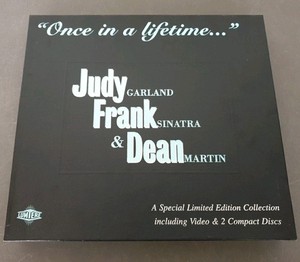 “Once in a lifetime...”
Judy GARLAND
Frank SINATRA
& Dean MARTIN
A Special Limited Edition Collection
including Video & 2 Compact Discs